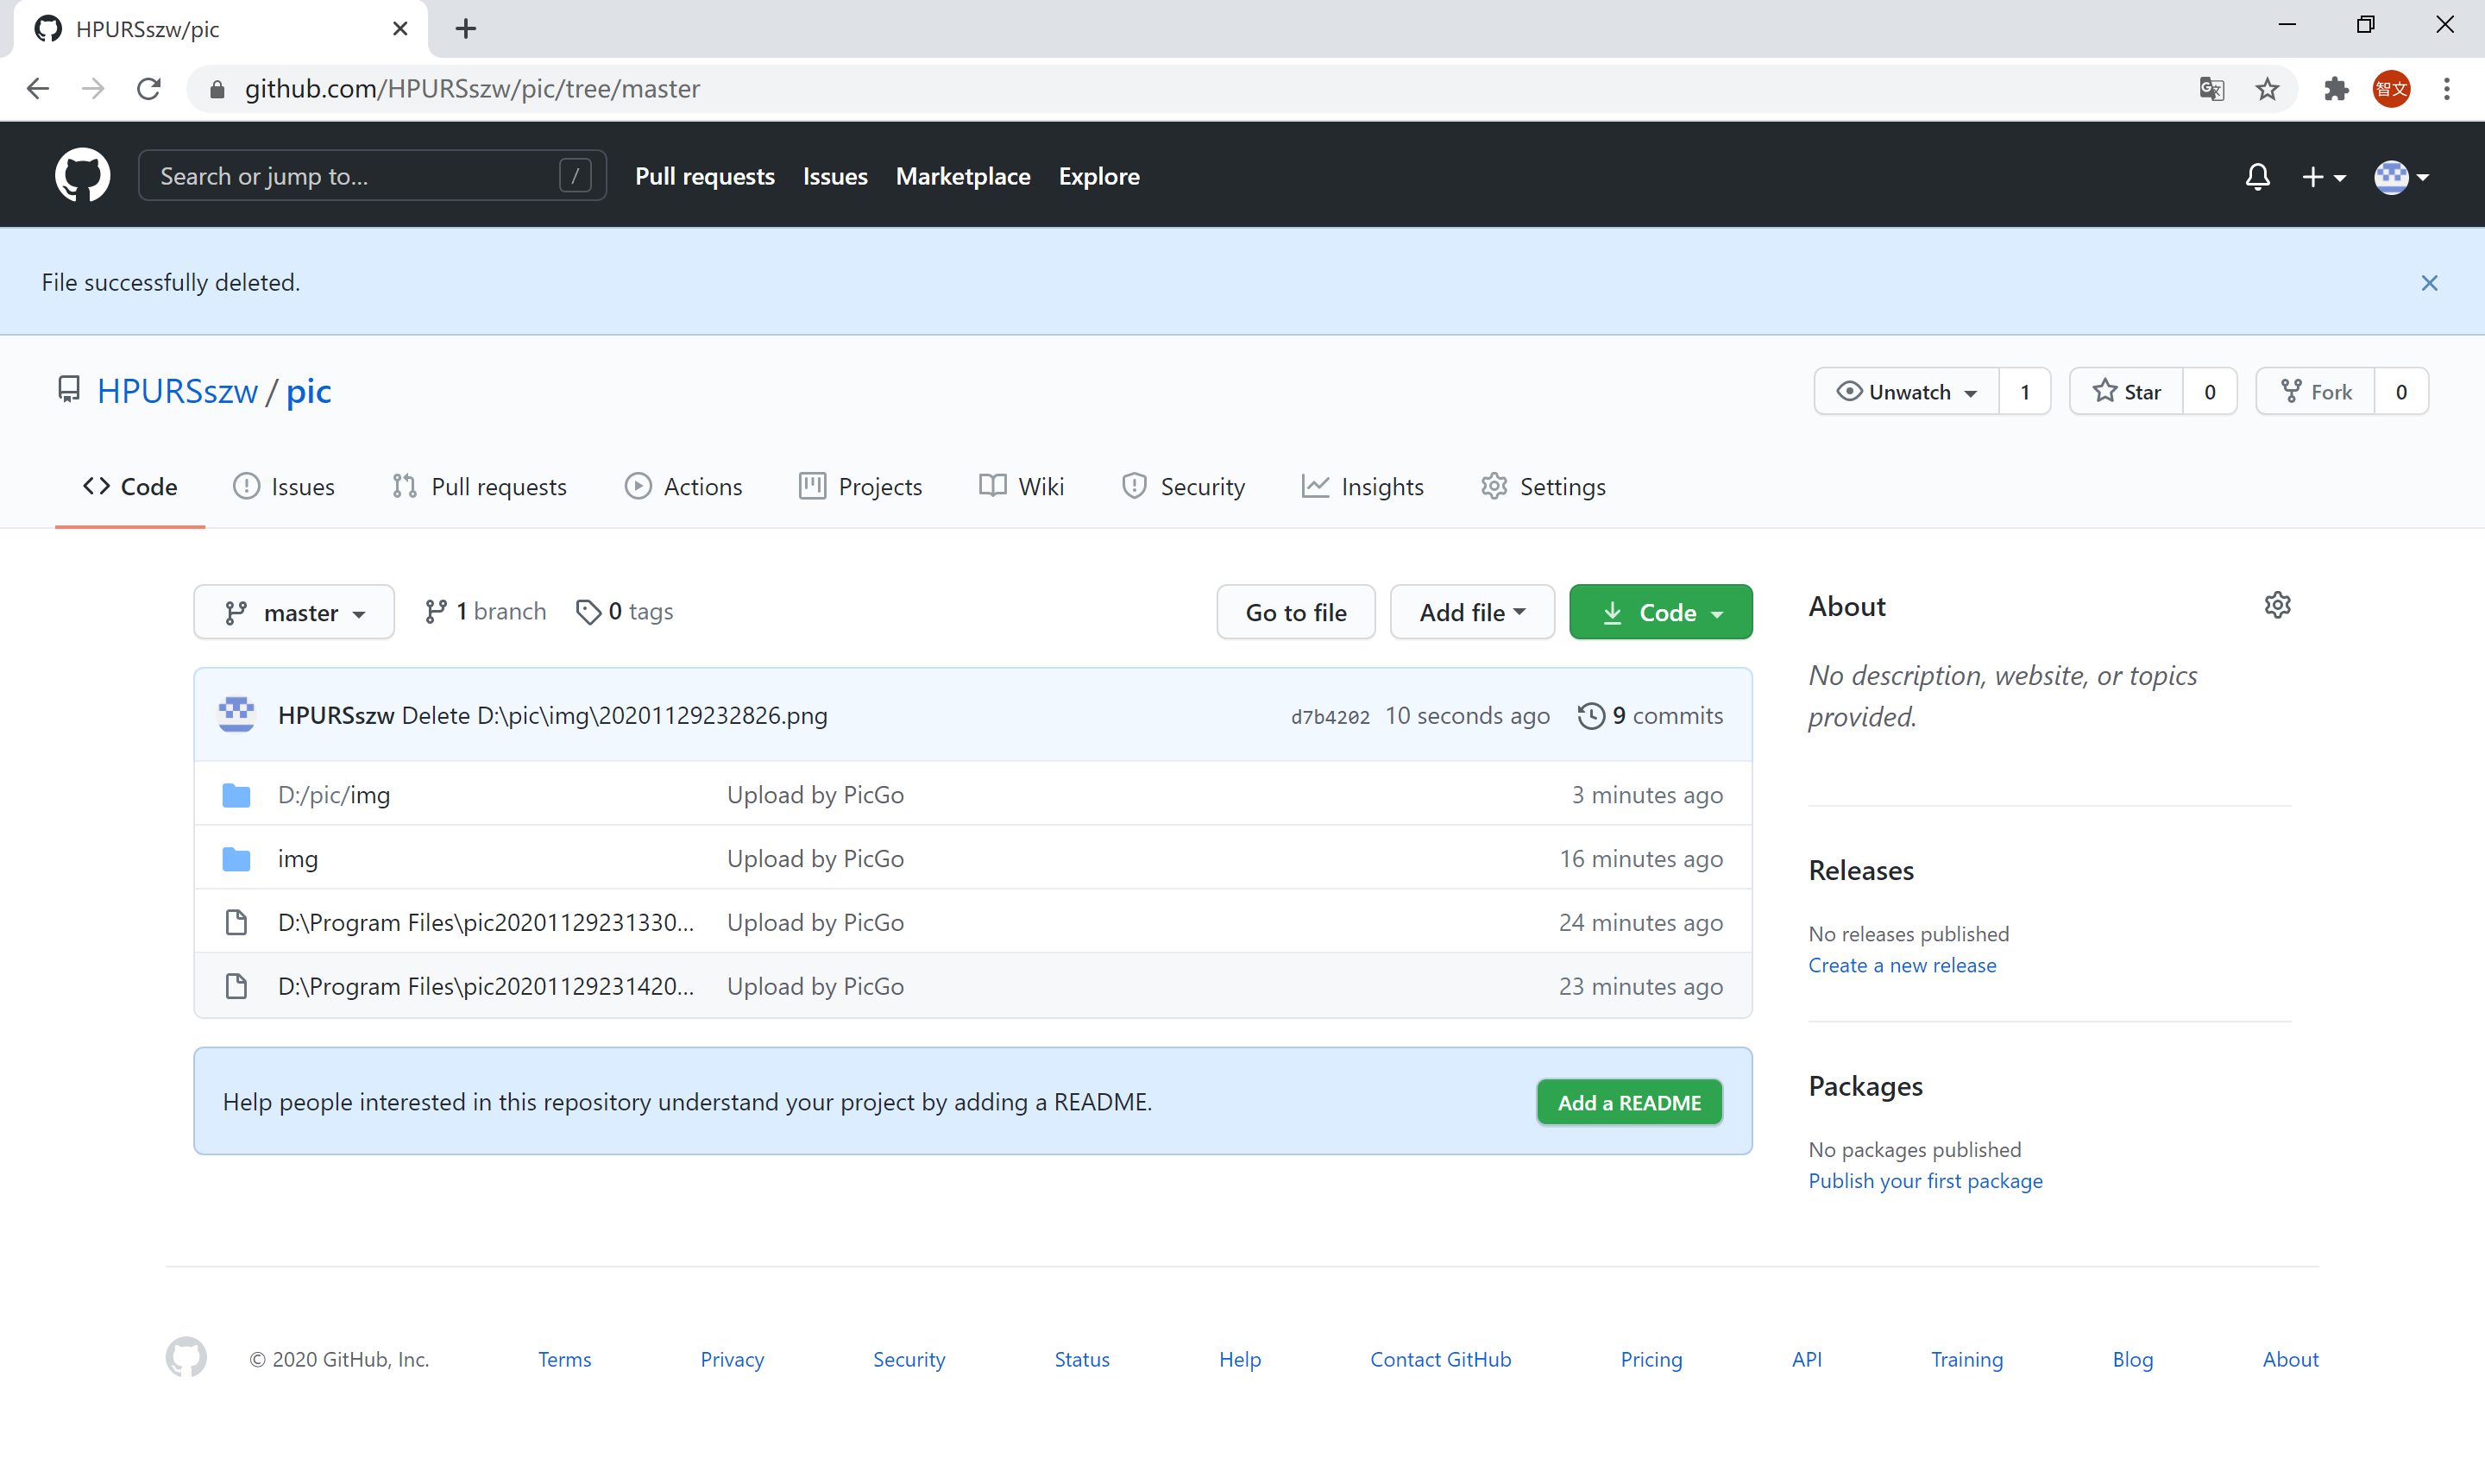 HPURSszw/pic
github.com/HPURSszw/pic/tree/master
智文
Search or jump to... /
Pull requests Issues Marketplace Explore
File successfully deleted.
HPURSszw / pic
Unwatch 1 Star 0 Fork 0
Code Issues Pull requests Actions Projects Wiki Security Insights Settings
master 1 branch 0 tags Go to file Add file Code
HPURSszw Delete D:\pic\img\20201129232826.png d7b4202 10 seconds ago 9 commits
D:/pic/img Upload by PicGo 3 minutes ago
img Upload by PicGo 16 minutes ago
D:\Program Files\pic20201129231330... Upload by PicGo 24 minutes ago
D:\Program Files\pic20201129231420... Upload by PicGo 23 minutes ago
Help people interested in this repository understand your project by adding a README. Add a README
About
No description, website, or topics
provided.
Releases
No releases published
Create a new release
Packages
No packages published
Publish your first package
© 2020 GitHub, Inc. Terms Privacy Security Status Help Contact GitHub Pricing API Training Blog About